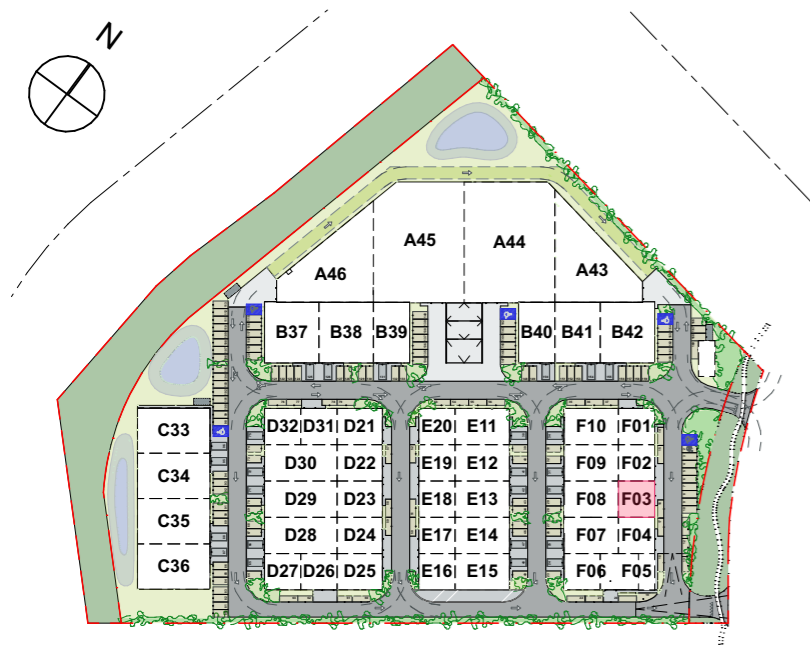 N
A45
A44
A46
A43
B37 B38 B39 B40 B41 B42
C33
C34
C35
C36
D32 D31 D21
D30 D22
D29 D23
D28 D24
D27 D26 D25
E20 E11
E19 E12
E18 E13
E17 E14
E16 E15
F10 F01
F09 F02
F08 F03
F07 F04
F06 F05